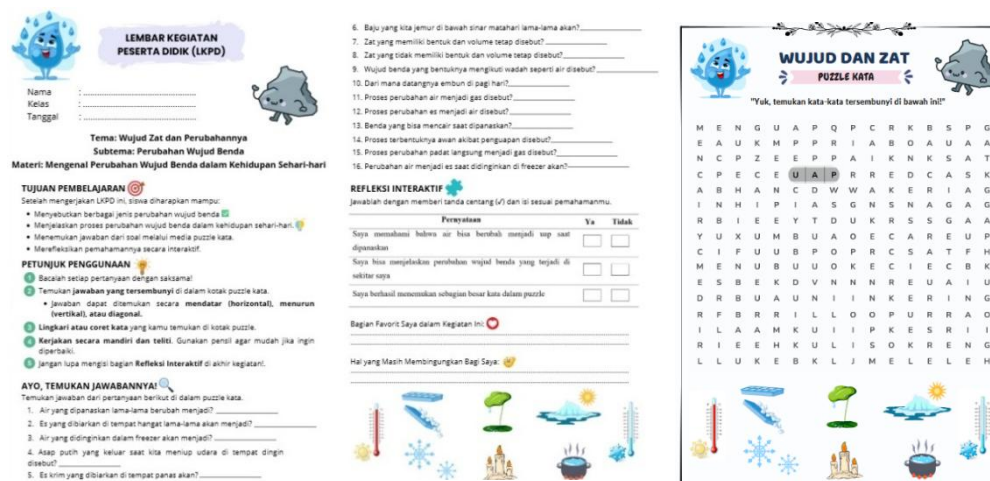 LEMBAR KEGIATAN
PESERTA DIDIK (LKPD)
Nama : ........................................
Kelas : ........................................
Tanggal : ........................................
Tema: Wujud Zat dan Perubahannya
Subtema: Perubahan Wujud Benda
Materi: Mengenal Perubahan Wujud Benda dalam Kehidupan Sehari-hari
TUJUAN PEMBELAJARAN
Setelah mengerjakan LKPD ini, siswa diharapkan mampu:
• Menyebutkan berbagai jenis perubahan wujud benda
• Menjelaskan proses perubahan wujud benda dalam kehidupan sehari-hari.
• Menemukan jawaban dari soal melalui media puzzle kata.
• Merefleksikan pemahamannya secara interaktif.
PETUNJUK PENGGUNAAN
1 Bacalah setiap pertanyaan dengan saksama!
2 Temukan jawaban yang tersembunyi di dalam kotak puzzle kata.
• Jawaban dapat ditemukan secara mendatar (horizontal), menurun
(vertikal), atau diagonal.
3 Lingkari atau coret kata yang kamu temukan di kotak puzzle.
4 Kerjakan secara mandiri dan teliti. Gunakan pensil agar mudah jika ingin
diperbaiki.
5 Jangan lupa mengisi bagian Refleksi Interaktif di akhir kegiatan!.
AYO, TEMUKAN JAWABANNYA!
Temukan jawaban dari pertanyaan berikut di dalam puzzle kata.
1. Air yang dipanaskan lama-lama berubah menjadi? ____________
2. Es yang dibiarkan di tempat hangat lama-lama akan menjadi? ____________
3. Air yang didinginkan dalam freezer akan menjadi? ____________
4. Asap putih yang keluar saat kita meniup udara di tempat dingin
disebut? ____________
5. Es krim yang dibiarkan di tempat panas akan? ____________
6. Baju yang kita jemur di bawah sinar matahari lama-lama akan? ____________
7. Zat yang memiliki bentuk dan volume tetap disebut? ____________
8. Zat yang tidak memiliki bentuk dan volume tetap disebut? ____________
9. Wujud benda yang bentuknya mengikuti wadah seperti air disebut? ____________
10. Dari mana datangnya embun di pagi hari? ____________
11. Proses perubahan air menjadi gas disebut? ____________
12. Proses perubahan es menjadi air disebut? ____________
13. Benda yang bisa mencair saat dipanaskan? ____________
14. Proses terbentuknya awan akibat penguapan disebut? ____________
15. Proses perubahan padat langsung menjadi gas disebut? ____________
16. Perubahan air menjadi es saat didinginkan di freezer akan? ____________
REFLEKSI INTERAKTIF
Jawablah dengan memberi tanda centang (√) dan isi sesuai pemahamanmu.
Pernyataan Ya Tidak
Saya memahami bahwa air bisa berubah menjadi uap saat
dipanaskan
Saya bisa menjelaskan perubahan wujud benda yang terjadi di
sekitar saya
Saya berhasil menemukan sebagian besar kata dalam puzzle
Bagian Favorit Saya dalam Kegiatan Ini:
Hal yang Masih Membingungkan Bagi Saya:
WUJUD DAN ZAT
PUZZLE KATA
"Yuk, temukan kata-kata tersembunyi di bawah ini!"
M E N G U A P Q P C R K B S P G
E A U K M P P R I A B O A U A A
N C P Z E E P P A I K N K S A T
C P E C E U A P R R E D C A S K
A B H A N C D W W A K E R I A G
I N H I P I A S G N S N A G A G
R B I E E Y T D U K R S S G A A
Y U X U M B U A O E C A R E U P
C I F U U B P O P R C S A T F H
M E N U B U U O K E C I E C B K
E S B E K D V N N N R E U A I U
D R B U A U N I I N K E R I N G
R F B R R I L L O O P U R R A O
I L A A M K U I I P K E S R I I
R I E E H K U L I S O K R E N G
L L U K E B K L J M E L E L E H